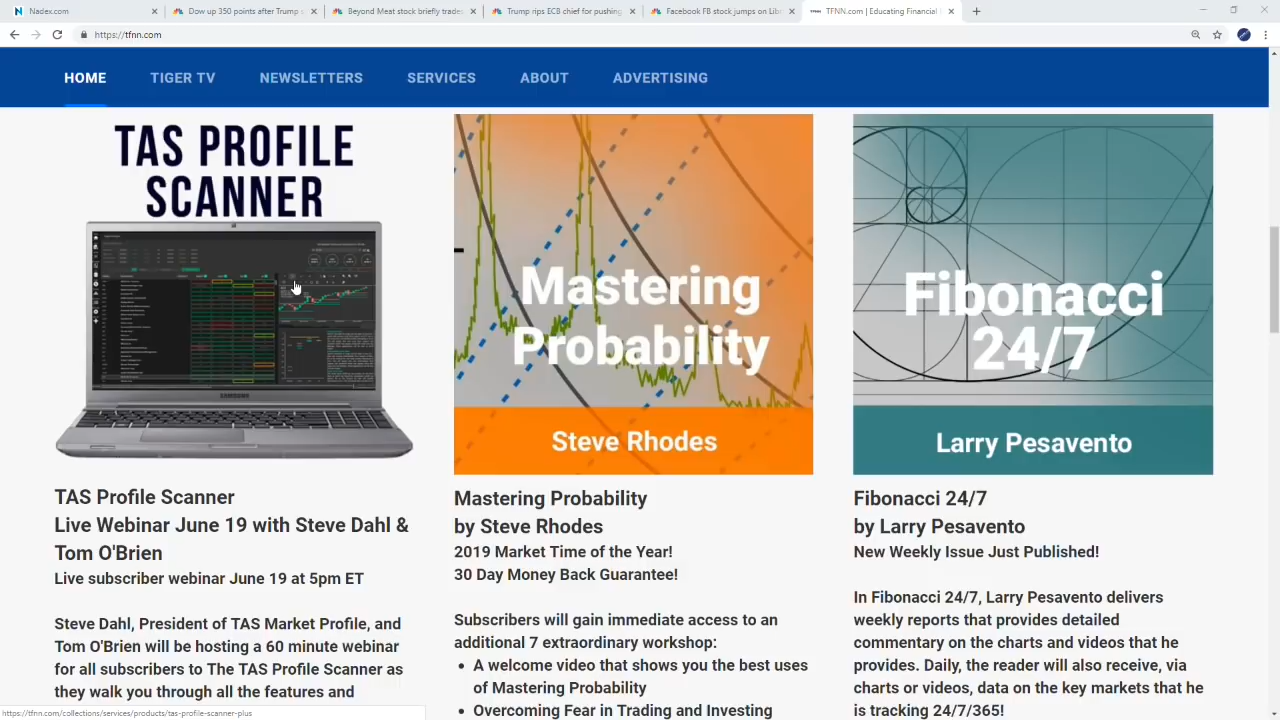 Nadex.com
Dow up 350 points after Trump
Beyond Meat stock briefly trades
Trump rips ECB chief for pushing
Facebook FB stock jumps on Lib
TFNN.com | Educating Financial
https://tfnn.com
HOME
TIGER TV
NEWSLETTERS
SERVICES
ABOUT
ADVERTISING
TAS PROFILE
SCANNER
SAMSUNG
TAS Profile Scanner
Live Webinar June 19 with Steve Dahl &
Tom O'Brien
Live subscriber webinar June 19 at 5pm ET
Steve Dahl, President of TAS Market Profile, and
Tom O'Brien will be hosting a 60 minute webinar
for all subscribers to The TAS Profile Scanner as
they walk you through all the features and
Mastering
Probability
Steve Rhodes
Mastering Probability
by Steve Rhodes
2019 Market Time of the Year!
30 Day Money Back Guarantee!
Subscribers will gain immediate access to an
additional 7 extraordinary workshop:
• A welcome video that shows you the best uses
of Mastering Probability
• Overcoming Fear in Trading and Investing
Fibonacci
24/7
Larry Pesavento
Fibonacci 24/7
by Larry Pesavento
New Weekly Issue Just Published!
In Fibonacci 24/7, Larry Pesavento delivers
weekly reports that provides detailed
commentary on the charts and videos that he
provides. Daily, the reader will also receive, via
charts or videos, data on the key markets that he
is tracking 24/7/365!
https://tfnn.com/collections/services/products/tas-profile-scanner-plus